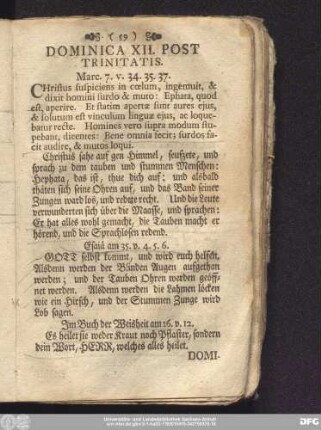 ( 59 )
DOMINICA XII. POST
TRINITATIS.
Marc. 7. v. 34. 35. 37.
CHristus suspiciens in cœlum, ingemuit, &
dixit homini surdo & muto: Ephata, quod
est, aperire. Et statim apertæ sunt aures ejus,
& solutum est vinculum linguæ ejus, ac loque-
batur recte. Homines vero supra modum stu-
pebant, dicentes: Bene omnia fecit; surdos fa-
cit audire, & mutos loqui.
Christus sahe auf gen Himmel, seufzete, und
sprach zu dem tauben und stummen Menschen:
Hephata, das ist, thue dich auf; und alsbald
thäten sich seine Ohren auf, und das Band seiner
Zungen ward los, und redete recht. Und die Leute
verwunderten sich über die Maasse, und sprachen:
Er hat alles wohl gemacht, die Tauben macht er
hörend, und die Sprachlosen redend.
Esaiä am 35. v. 4. 5. 6.
GOTT selbst kommt, und wird euch helfen.
Alsdenn werden der Blinden Augen aufgethan
werden; und der Tauben Ohren werden geöff-
net werden. Alsdenn werden die Lahmen löcken
wie ein Hirsch, und der Stummen Zunge wird
Lob sagen.
Im Buch der Weisheit am 16. v. 12.
Es heilet sie weder Kraut noch Pflaster, sondern
dein Wort, HERR, welches alles heilet.
DOMI-